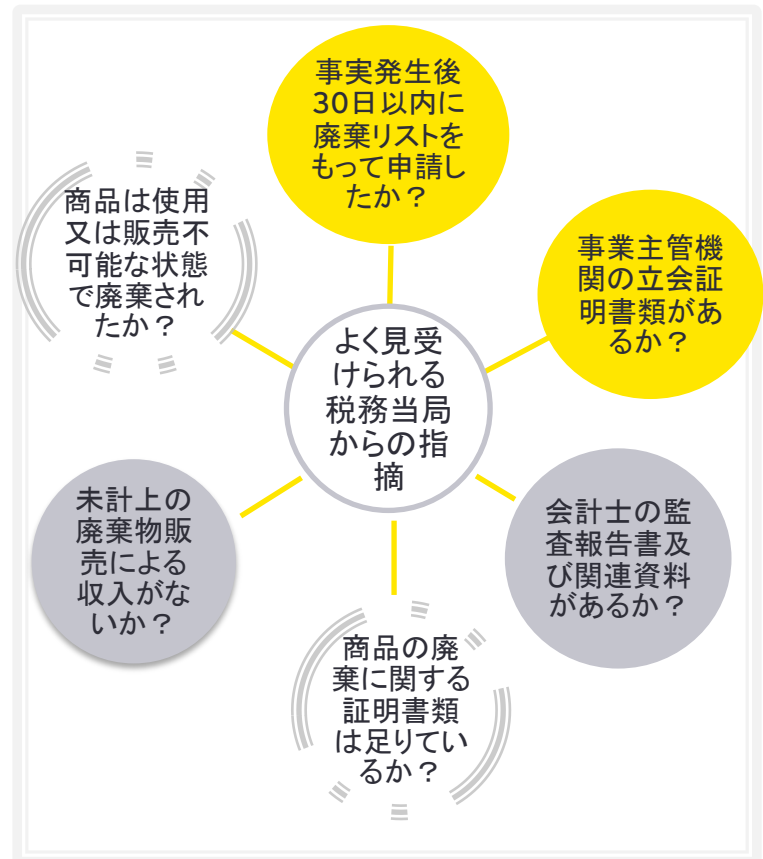 事実発生後
30日以内に
廃棄リストを
もって申請し
たか？
商品は使用
又は販売不
可能な状態
で廃棄され
たか？
事業主管機
関の立会証
明書類があ
るか？
よく見受
けられる
税務当局
からの指
摘
未計上の
廃棄物販
売による
収入がな
いか？
会計士の監
査報告書及
び関連資料
があるか？
商品の廃
棄に関する
証明書類
は足りてい
るか？